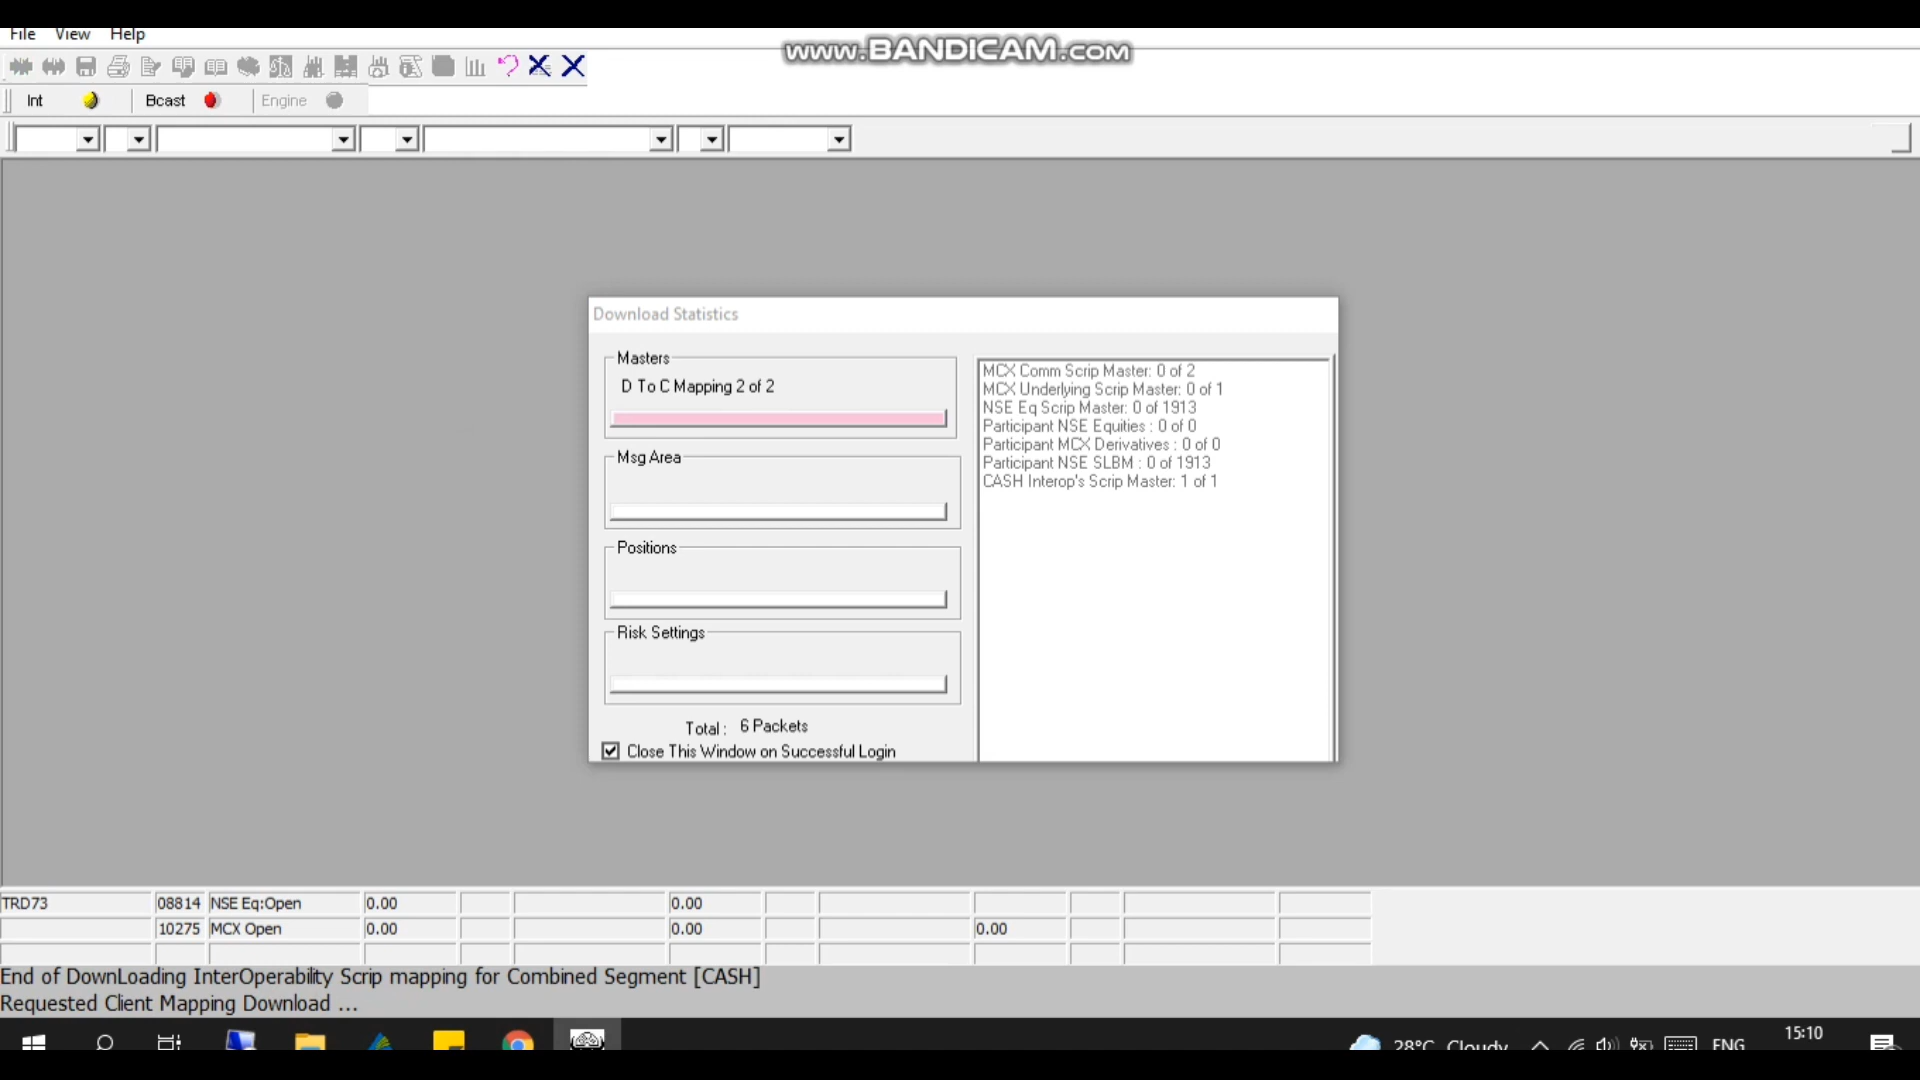 File View Help
www.BANDICAM.com
Int Bcast Engine
Download Statistics
Masters
D To C Mapping 2 of 2
Msg Area
Positions
Risk Settings
Total : 6 Packets
Close This Window on Successful Login
MCX Comm Scrip Master: 0 of 2
MCX Underlying Scrip Master: 0 of 1
NSE Eq Scrip Master: 0 of 1913
Participant NSE Equities : 0 of 0
Participant MCX Derivatives : 0 of 0
Participant NSE SLBM : 0 of 1913
CASH Interop's Scrip Master: 1 of 1
TRD73 08814 NSE Eq:Open 0.00 0.00
10275 MCX Open 0.00 0.00 0.00
End of DownLoading InterOperability Scrip mapping for Combined Segment [CASH]
Requested Client Mapping Download ...
28°C Cloudy ENG 15:10